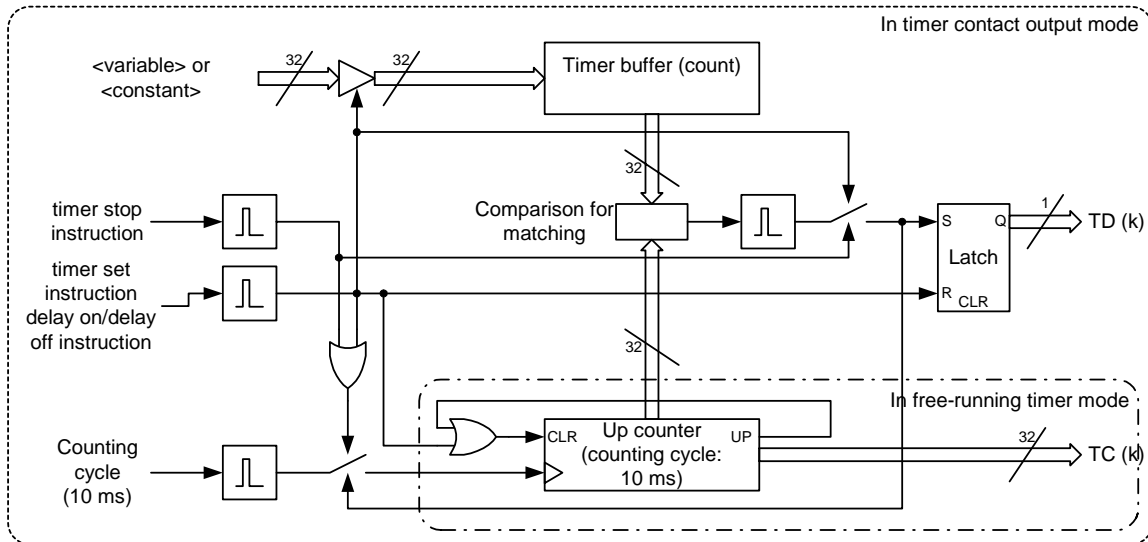 In timer contact output mode
<variable> or
<constant>
32
32
Timer buffer (count)
32
timer stop
instruction
Comparison for
matching
S
Q
1
TD (k)
Latch
R
CLR
timer set
instruction
delay on/delay
off instruction
32
In free-running timer mode
Counting
cycle
(10 ms)
CLR
Up counter
(counting cycle:
10 ms)
UP
32
TC (k)